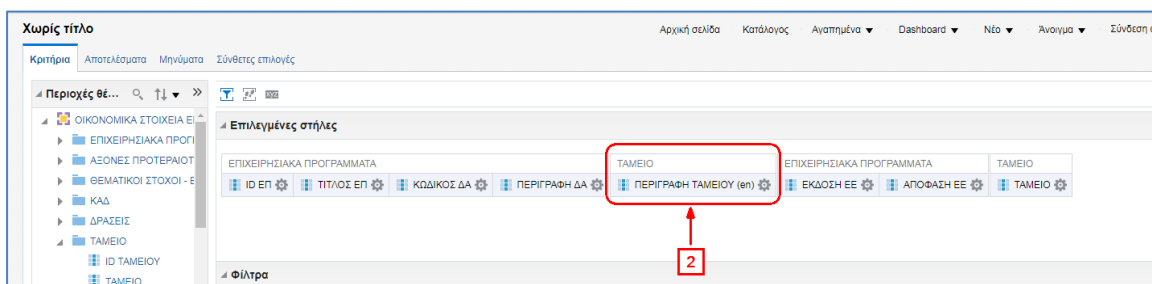 Χωρίς τίτλο
Αρχική σελίδα Κατάλογος Αγαπημένα Dashboard Νέο Άνοιγμα Σύνδεση
Κριτήρια Αποτελέσματα Μηνύματα Σύνθετες επιλογές
Περιοχές θέ...
ΟΙΚΟΝΟΜΙΚΑ ΣΤΟΙΧΕΙΑ
Επιλεγμένες στήλες
ΕΠΙΧΕΙΡΗΣΙΑΚΑ ΠΡΟΓΡ
ΑΞΟΝΕΣ ΠΡΟΤΕΡΑΙΟΤ
ΕΠΙΧΕΙΡΗΣΙΑΚΑ ΠΡΟΓΡΑΜΜΑΤΑ ΤΑΜΕΙΟ ΕΠΙΧΕΙΡΗΣΙΑΚΑ ΠΡΟΓΡΑΜΜΑΤΑ ΤΑΜΕΙΟ
ΘΕΜΑΤΙΚΟΙ ΣΤΟΧΟΙ - Ε
ID ΕΠ ΤΙΤΛΟΣ ΕΠ ΚΩΔΙΚΟΣ ΔΑ ΠΕΡΙΓΡΑΦΗ ΔΑ ΠΕΡΙΓΡΑΦΗ ΤΑΜΕΙΟΥ (en) ΕΚΔΟΣΗ ΕΕ ΑΠΟΦΑΣΗ ΕΕ ΤΑΜΕΙΟ
ΚΑΔ
ΔΡΑΣΕΙΣ
ΤΑΜΕΙΟ
ID ΤΑΜΕΙΟΥ
2
Φίλτρα
ΤΑΜΕΙΟ